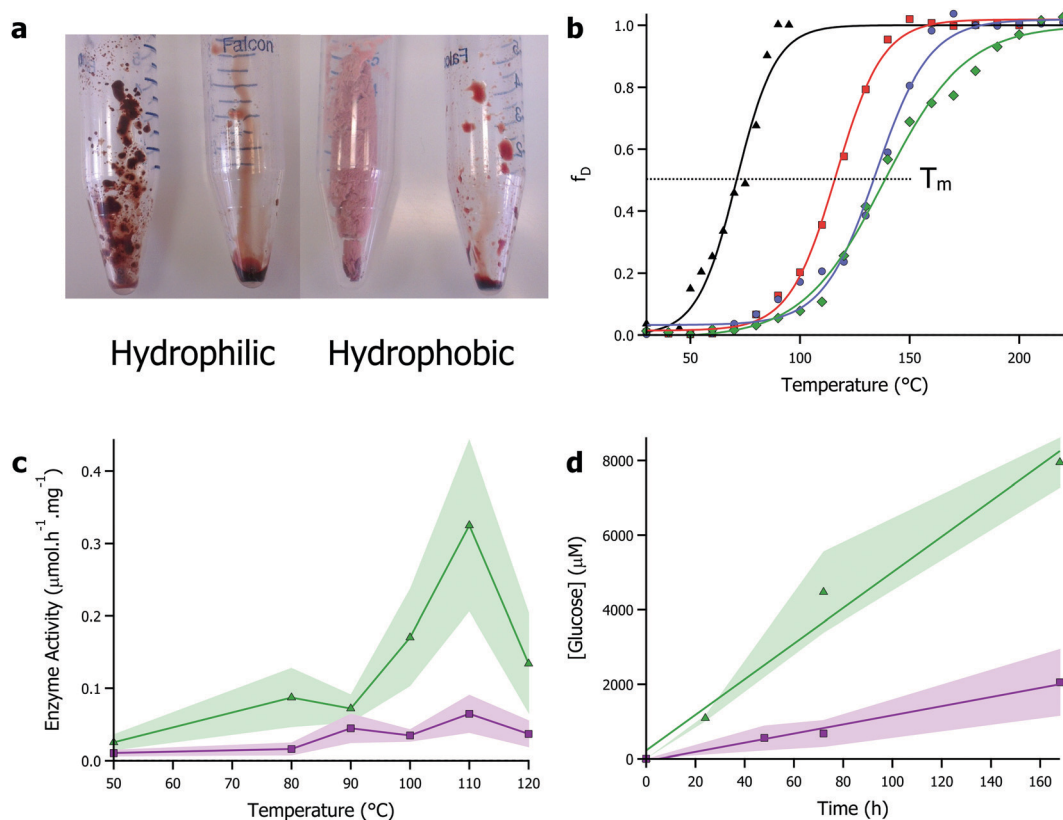 a
Falcon
Falcon
Hydrophilic
Hydrophobic
b
1.0
0.8
0.6
0.4
0.2
0.0
f_D
T_m
50
100
150
200
Temperature (°C)
c
0.4
0.3
0.2
0.1
0.0
Enzyme Activity (μmol.h⁻¹.mg⁻¹)
50
60
70
80
90
100
110
120
Temperature (°C)
d
8000
6000
4000
2000
0
[Glucose] (μM)
0
20
40
60
80
100
120
140
160
Time (h)